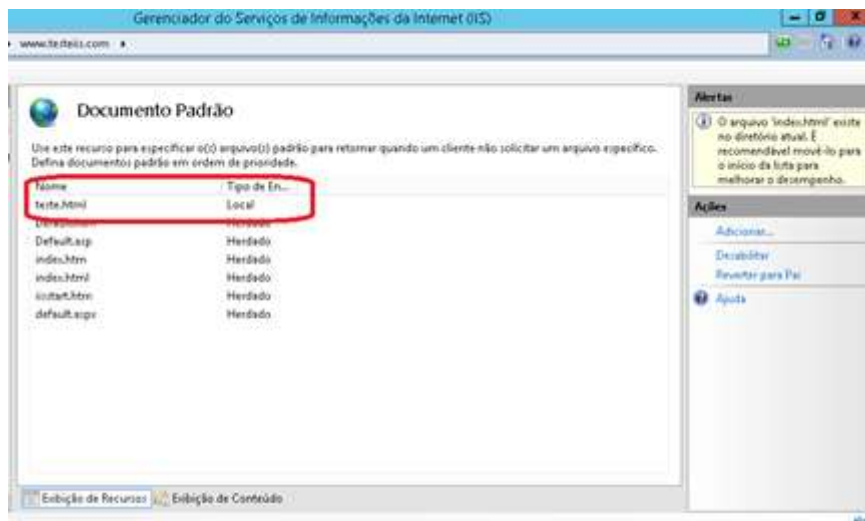 Gerenciador do Serviços de Informações da Internet (IIS)
www.testeiis.com
Documento Padrão
Use este recurso para especificar o(s) arquivo(s) padrão para retornar quando um cliente não solicitar um arquivo específico.
Defina documentos padrão em ordem de prioridade.
Nome Tipo de En...
teste.html Local
Default.htm Herdado
Default.asp Herdado
index.htm Herdado
index.html Herdado
iisstart.htm Herdado
default.aspx Herdado
Exibição de Recursos Exibição de Conteúdo
Alertas
O arquivo 'index.html' existe
no diretório atual. É
recomendável movê-lo para
o início da lista para
melhorar o desempenho.
Ações
Adicionar...
Desabilitar
Reverter para Pai
Ajuda